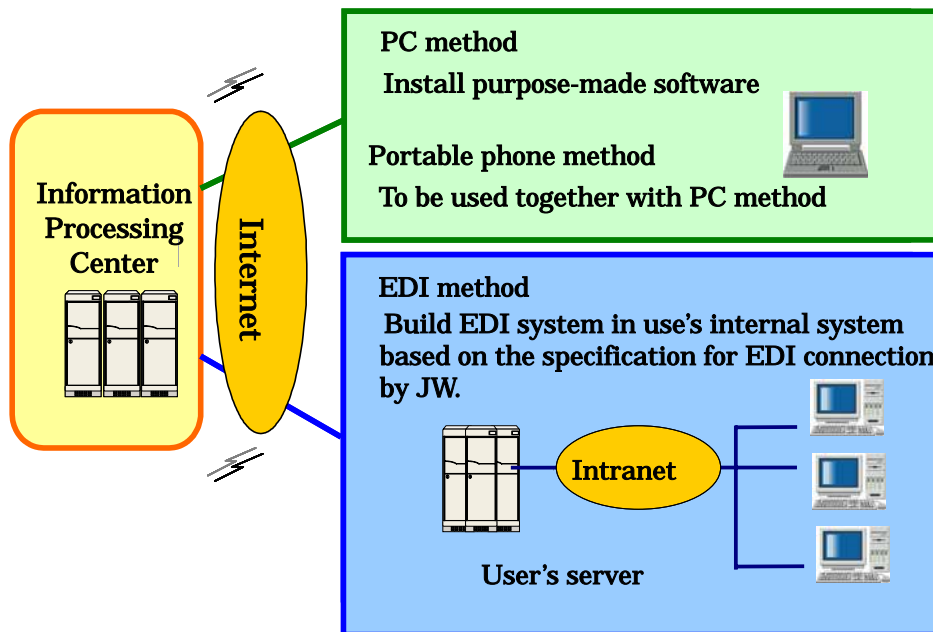 Information
Processing
Center
Internet
PC method
Install purpose-made software
Portable phone method
To be used together with PC method
EDI method
Build EDI system in use's internal system
based on the specification for EDI connection
by JW.
Intranet
User's server